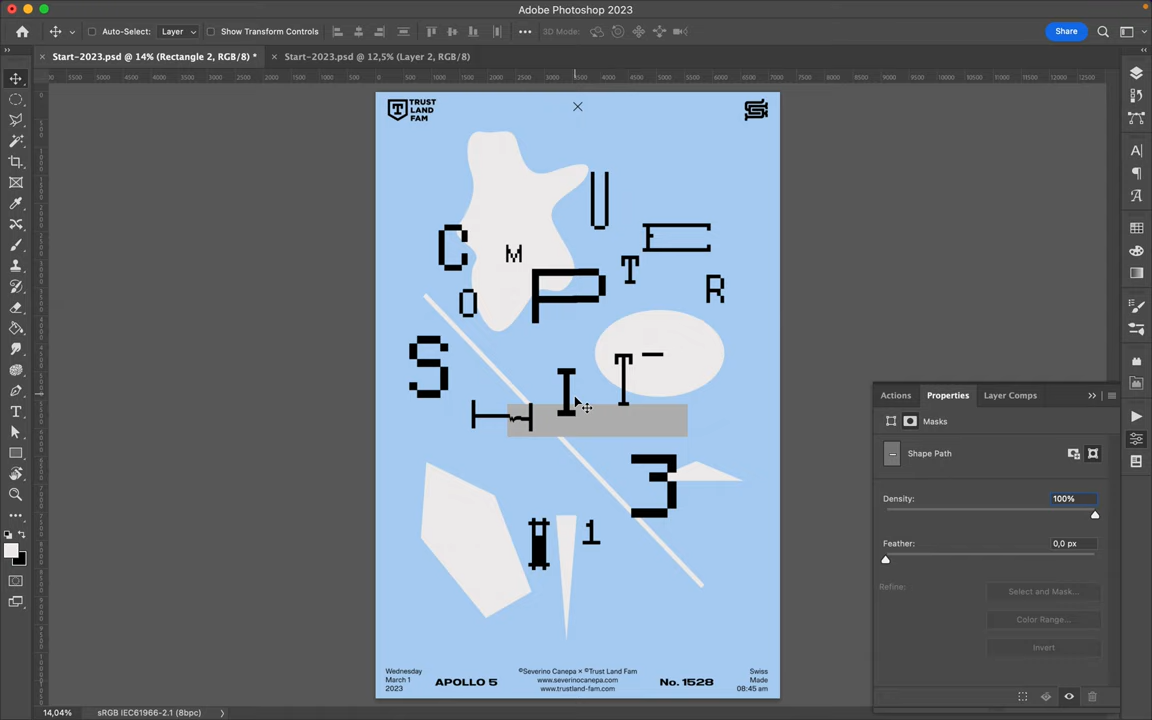 Adobe Photoshop 2023
Auto-Select:
Layer
Show Transform Controls
3D Mode:
Share
Start-2023.psd @ 14% (Rectangle 2, RGB/8) *
Start-2023.psd @ 12,5% (Layer 2, RGB/8)
TRUST
LAND
FAM
U
C
M
E
T
P
R
O
S
I
T
3
1
Wednesday
March 1
2023
APOLLO 5
©Severino Canepa × ©Trust Land Fam
www.severinocanepa.com
www.trustland-fam.com
No. 1528
Swiss
Made
08:45 am
Actions
Properties
Layer Comps
Masks
Shape Path
Density:
100%
Feather:
0,0 px
Refine:
Select and Mask...
Color Range...
Invert
14,04%
sRGB IEC61966-2.1 (8bpc)